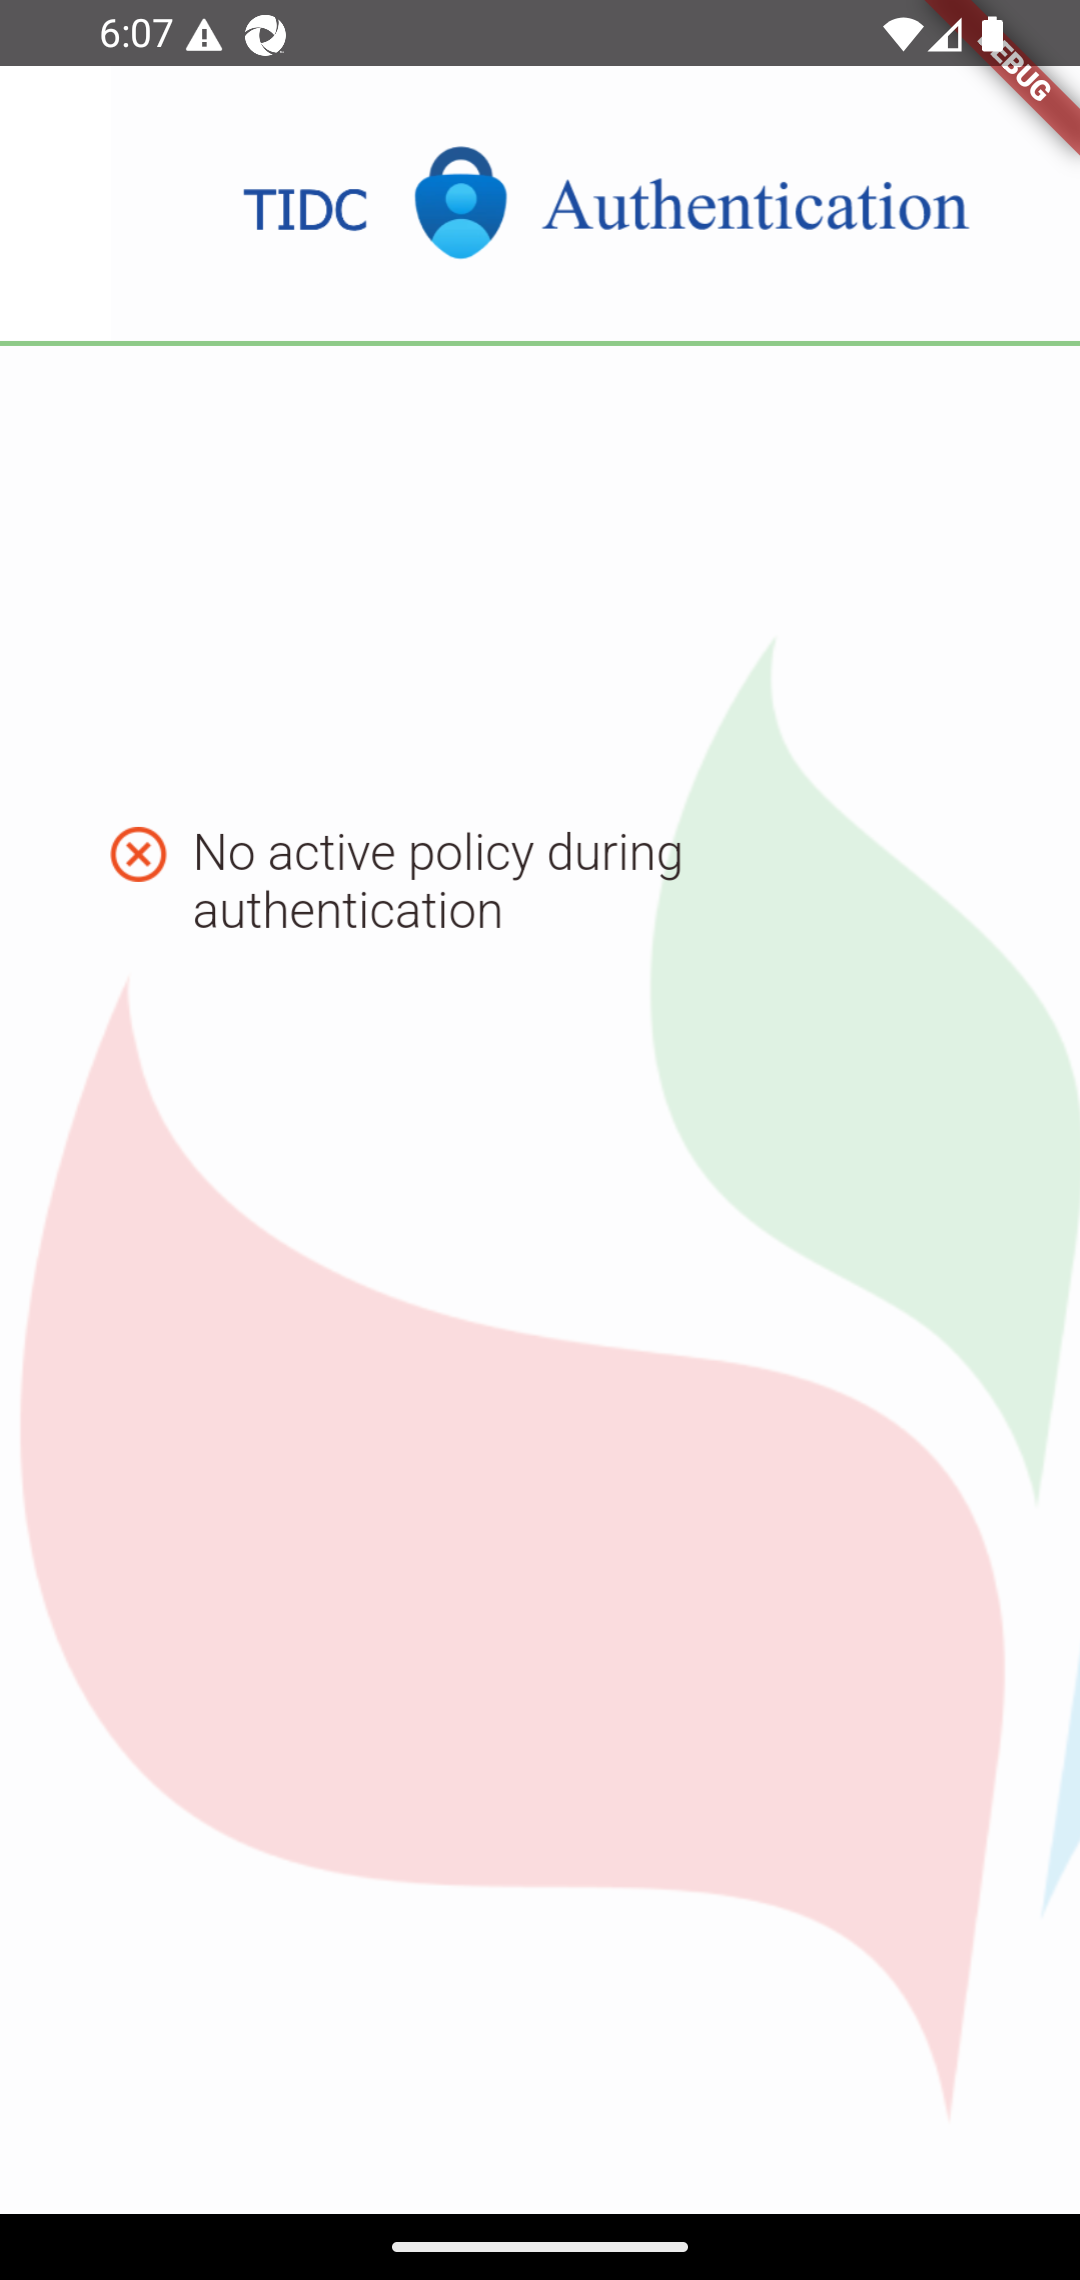 6:07
DEBUG
TIDC Authentication
No active policy during
authentication